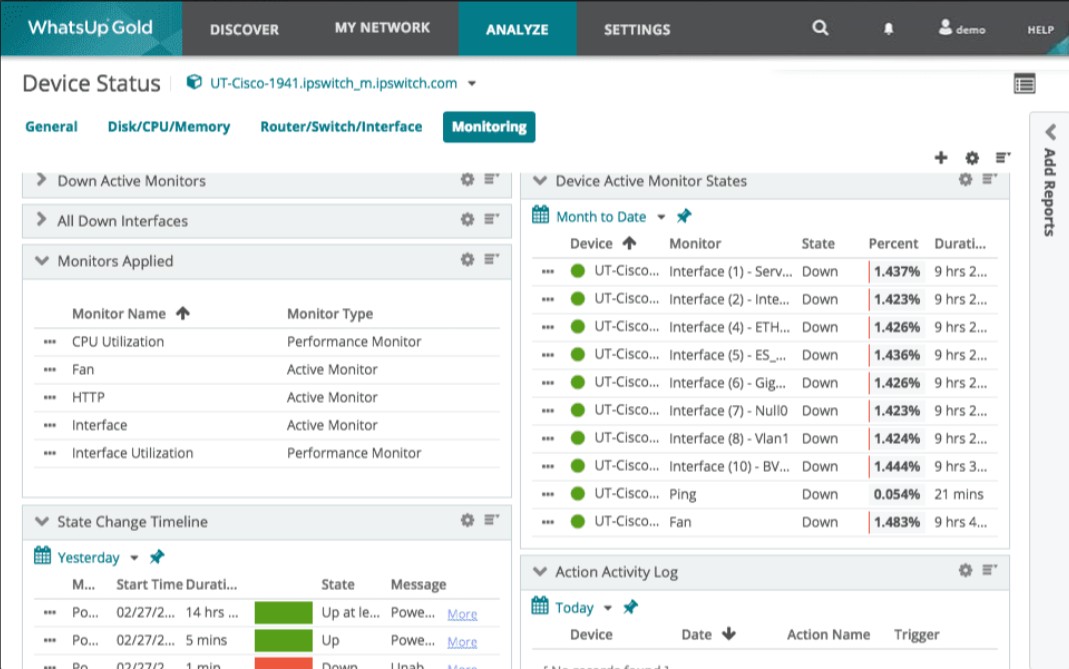 WhatsUp Gold
DISCOVER MY NETWORK ANALYZE SETTINGS demo HELP
Device Status UT-Cisco-1941.ipswitch_m.ipswitch.com
General Disk/CPU/Memory Router/Switch/Interface Monitoring
Add Reports
Down Active Monitors
All Down Interfaces
Monitors Applied
Monitor Name Monitor Type
CPU Utilization Performance Monitor
Fan Active Monitor
HTTP Active Monitor
Interface Active Monitor
Interface Utilization Performance Monitor
State Change Timeline
Yesterday
M... Start Time Durati... State Message
Po... 02/27/2... 14 hrs ... Up at le... Powe... More
Po... 02/27/2... 5 mins Up Powe... More
Po... 02/27/2... 1 min Down Unab... More
Device Active Monitor States
Month to Date
Device Monitor State Percent Durati...
UT-Cisco... Interface (1) - Serv... Down 1.437% 9 hrs 2...
UT-Cisco... Interface (2) - Inte... Down 1.423% 9 hrs 2...
UT-Cisco... Interface (4) - ETH... Down 1.426% 9 hrs 2...
UT-Cisco... Interface (5) - ES_... Down 1.436% 9 hrs 2...
UT-Cisco... Interface (6) - Gig... Down 1.426% 9 hrs 2...
UT-Cisco... Interface (7) - Null0 Down 1.423% 9 hrs 2...
UT-Cisco... Interface (8) - Vlan1 Down 1.424% 9 hrs 2...
UT-Cisco... Interface (10) - BV... Down 1.444% 9 hrs 3...
UT-Cisco... Ping Down 0.054% 21 mins
UT-Cisco... Fan Down 1.483% 9 hrs 4...
Action Activity Log
Today
Device Date Action Name Trigger
[ No records found ]